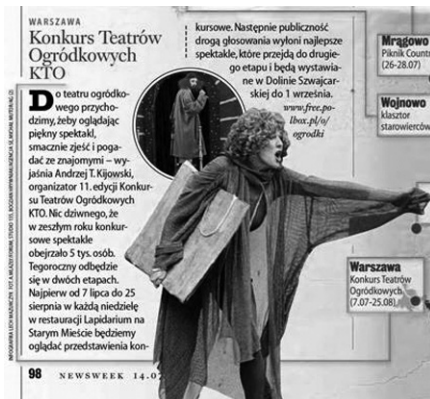 WARSZAWA
Konkurs Teatrów
Ogródkowych
KTO
Do teatru ogródko-
wego przycho-
dzimy, żeby oglądając
piękny spektakl,
smacznie zjeść i poga-
dać ze znajomymi – wy-
jaśnia Andrzej T. Kijowski,
organizator 11. edycji Konkur-
su Teatrów Ogródkowych
KTO. Nic dziwnego, że
w zeszłym roku konkur-
sowe spektakle
obejrzało 5 tys. osób.
Tegoroczny odbędzie
się w dwóch etapach.
Najpierw od 7 lipca do 25
sierpnia w każdą niedzielę
w restauracji Lapidarium na
Starym Mieście będziemy
oglądać przedstawienia kon-
kursowe. Następnie publiczność
drogą głosowania wyłoni najlepsze
spektakle, które przejdą do drugie-
go etapu i będą wystawia-
ne w Dolinie Szwajcar-
skiej do 1 września.
www.free.po-
lbox.pl/o/
ogrodki
Mrągowo
Piknik Count
(26-28.07)
Wojnowo
klasztor
starowierców
Warszawa
Konkurs Teatrów
Ogródkowych
(7.07-25.08)
98 NEWSWEEK 14.07